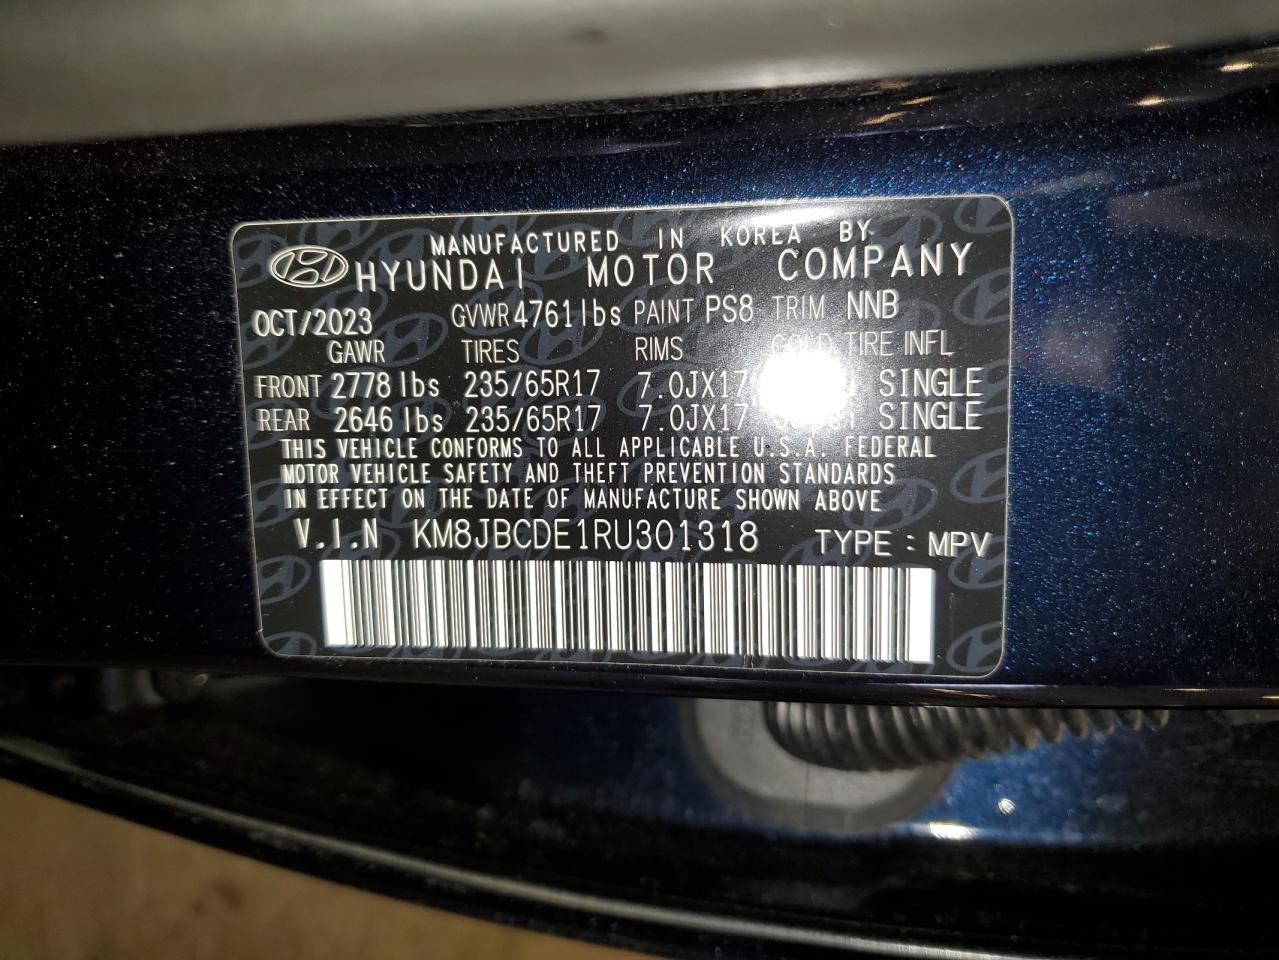 MANUFACTURED IN KOREA BY
HYUNDAI MOTOR COMPANY
OCT/2023 GVWR 4761 lbs PAINT PS8 TRIM NNB
GAWR TIRES RIMS COLD TIRE INFL
FRONT 2778 lbs 235/65R17 7.0JX17 SINGLE
REAR 2646 lbs 235/65R17 7.0JX17 SINGLE
THIS VEHICLE CONFORMS TO ALL APPLICABLE U.S.A. FEDERAL
MOTOR VEHICLE SAFETY AND THEFT PREVENTION STANDARDS
IN EFFECT ON THE DATE OF MANUFACTURE SHOWN ABOVE
V.I.N KM8JBCDE1RU301318 TYPE : MPV